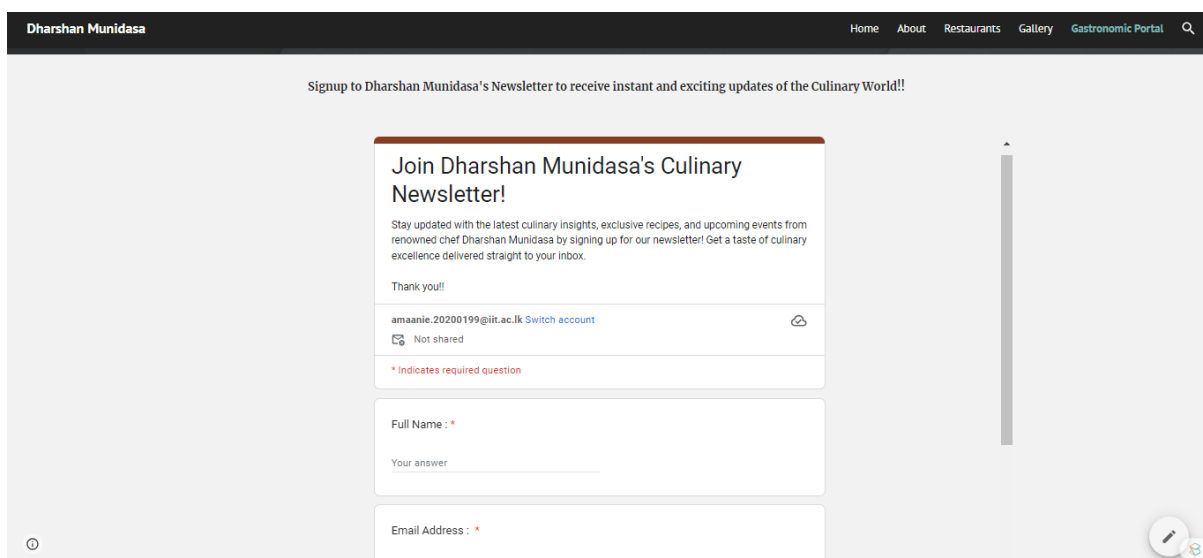 Dharshan Munidasa
Home About Restaurants Gallery Gastronomic Portal
Signup to Dharshan Munidasa's Newsletter to receive instant and exciting updates of the Culinary World!!
Join Dharshan Munidasa's Culinary
Newsletter!
Stay updated with the latest culinary insights, exclusive recipes, and upcoming events from
renowned chef Dharshan Munidasa by signing up for our newsletter! Get a taste of culinary
excellence delivered straight to your inbox.
Thank you!!
amaanie.20200199@iit.ac.lk Switch account
Not shared
* Indicates required question
Full Name : *
Your answer
Email Address : *